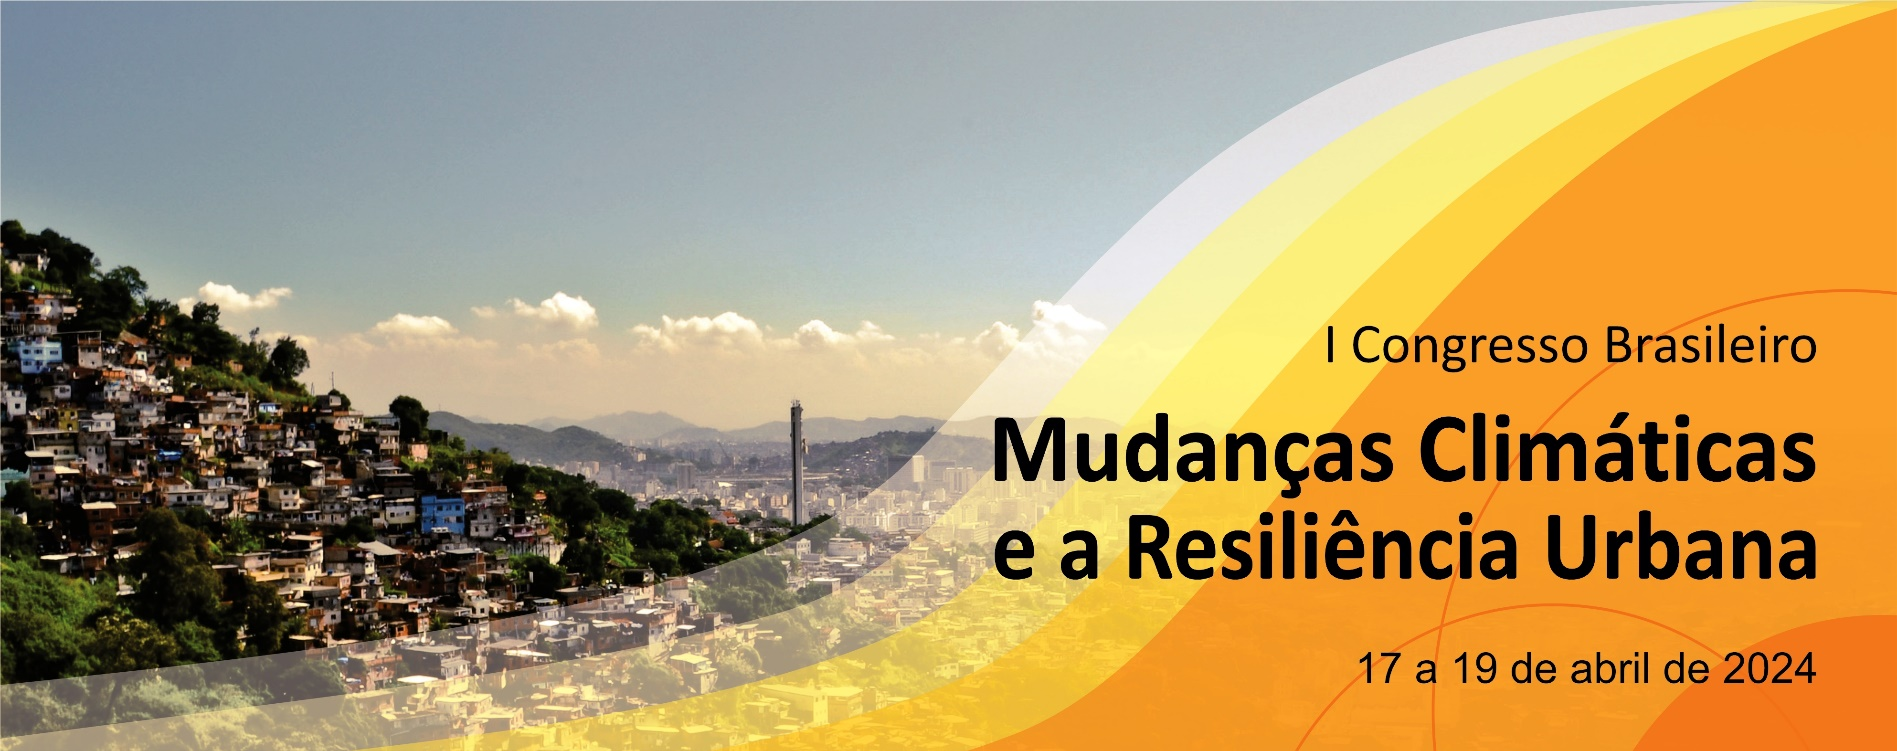 I Congresso Brasileiro
Mudanças Climáticas
e a Resiliência Urbana
17 a 19 de abril de 2024